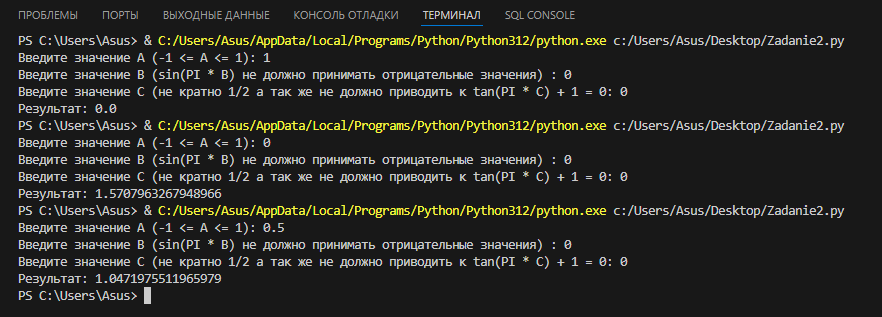 ПРОБЛЕМЫ ПОРТЫ ВЫХОДНЫЕ ДАННЫЕ КОНСОЛЬ ОТЛАДКИ ТЕРМИНАЛ SQL CONSOLE
PS C:\Users\Asus> & C:/Users/Asus/AppData/Local/Programs/Python/Python312/python.exe c:/Users/Asus/Desktop/Zadanie2.py
Введите значение A (-1 <= A <= 1): 1
Введите значение B (sin(PI * B) не должно принимать отрицательные значения) : 0
Введите значение C (не кратно 1/2 а так же не должно приводить к tan(PI * C) + 1 = 0: 0
Результат: 0.0
PS C:\Users\Asus> & C:/Users/Asus/AppData/Local/Programs/Python/Python312/python.exe c:/Users/Asus/Desktop/Zadanie2.py
Введите значение A (-1 <= A <= 1): 0
Введите значение B (sin(PI * B) не должно принимать отрицательные значения) : 0
Введите значение C (не кратно 1/2 а так же не должно приводить к tan(PI * C) + 1 = 0: 0
Результат: 1.5707963267948966
PS C:\Users\Asus> & C:/Users/Asus/AppData/Local/Programs/Python/Python312/python.exe c:/Users/Asus/Desktop/Zadanie2.py
Введите значение A (-1 <= A <= 1): 0.5
Введите значение B (sin(PI * B) не должно принимать отрицательные значения) : 0
Введите значение C (не кратно 1/2 а так же не должно приводить к tan(PI * C) + 1 = 0: 0
Результат: 1.0471975511965979
PS C:\Users\Asus>